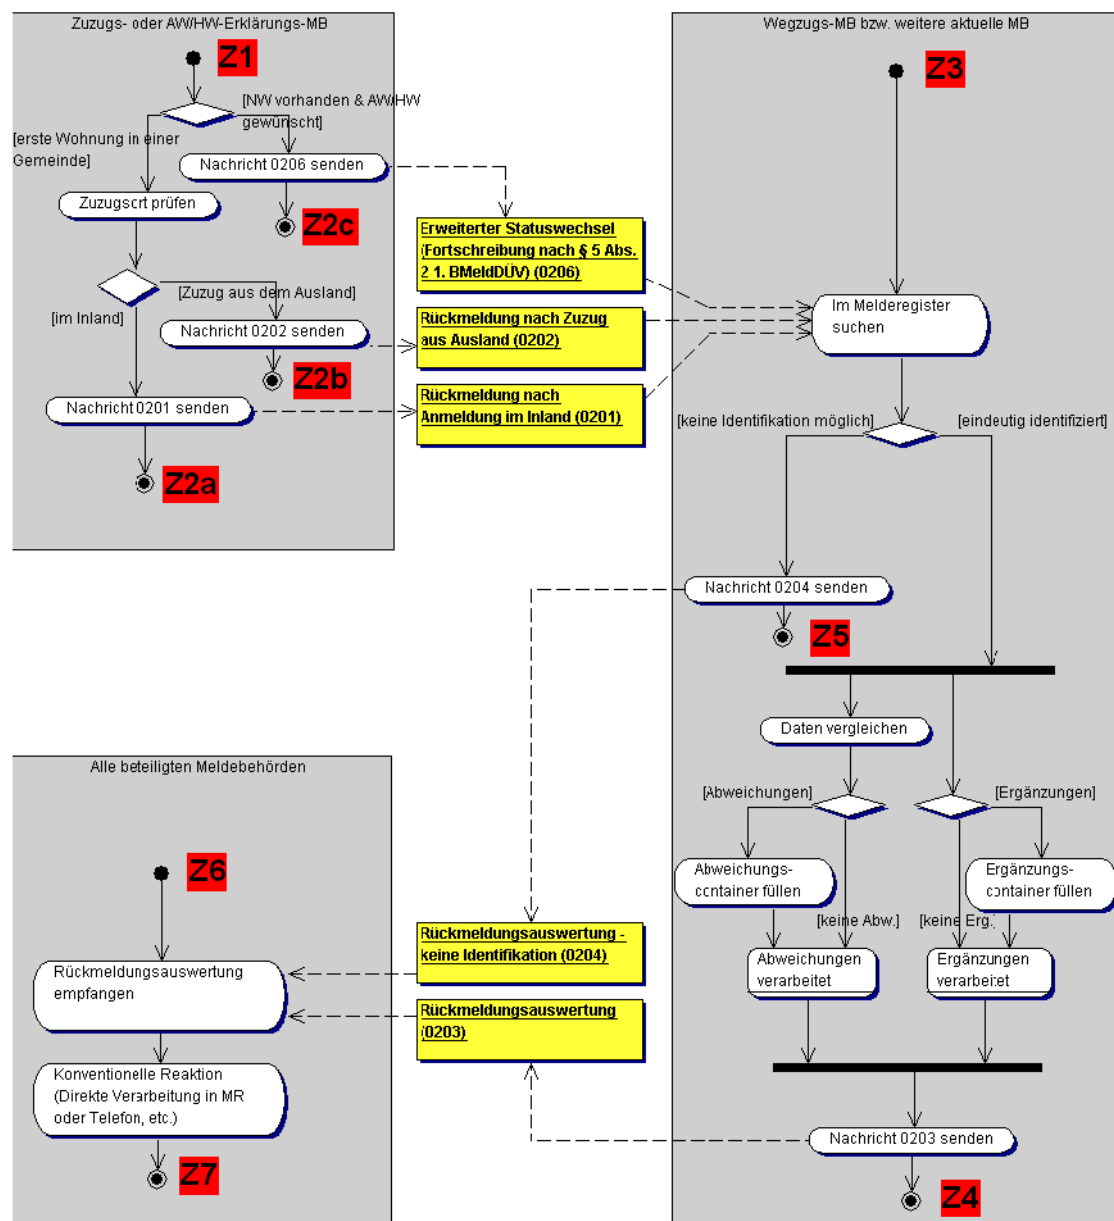 Zuzugs- oder AW/HW-Erklärungs-MB
Z1
[NW vorhanden & AW/HW
gewünscht]
[erste Wohnung in einer
Gemeinde]
Nachricht 0206 senden
Zuzugsort prüfen
Z2c
[Zuzug aus dem Ausland]
[im Inland]
Nachricht 0202 senden
Z2b
Nachricht 0201 senden
Z2a
Erweiterter Statuswechsel
(Fortschreibung nach § 5 Abs.
2 1. BMeldDÜV) (0206)
Rückmeldung nach Zuzug
aus Ausland (0202)
Rückmeldung nach
Anmeldung im Inland (0201)
Wegzugs-MB bzw. weitere aktuelle MB
Z3
Im Melderegister
suchen
[keine Identifikation möglich]
[eindeutig identifiziert]
Nachricht 0204 senden
Z5
Daten vergleichen
[Abweichungen]
[Ergänzungen]
Abweichungs-
container füllen
Ergänzungs-
container füllen
[keine Abw.]
[keine Erg.]
Abweichungen
verarbeitet
Ergänzungen
verarbeitet
Nachricht 0203 senden
Z4
Alle beteiligten Meldebehörden
Z6
Rückmeldungsauswertung
empfangen
Konventionelle Reaktion
(Direkte Verarbeitung in MR
oder Telefon, etc.)
Z7
Rückmeldungsauswertung -
keine Identifikation (0204)
Rückmeldungsauswertung
(0203)